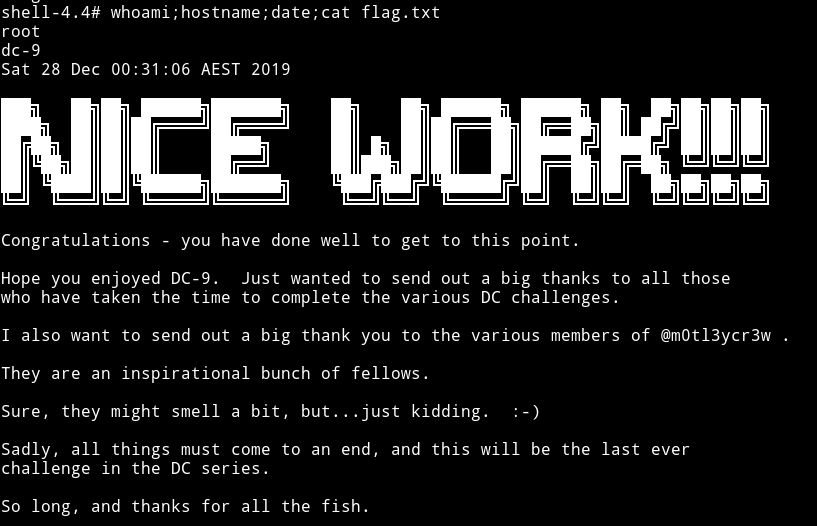 shell-4.4# whoami;hostname;date;cat flag.txt
root
dc-9
Sat 28 Dec 00:31:06 AEST 2019
NICE WORK!!!
Congratulations - you have done well to get to this point.
Hope you enjoyed DC-9.  Just wanted to send out a big thanks to all those
who have taken the time to complete the various DC challenges.
I also want to send out a big thank you to the various members of @m0tl3ycr3w .
They are an inspirational bunch of fellows.
Sure, they might smell a bit, but...just kidding.  :-)
Sadly, all things must come to an end, and this will be the last ever
challenge in the DC series.
So long, and thanks for all the fish.